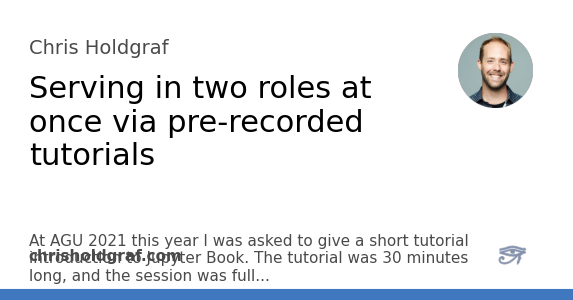 Chris Holdgraf
Serving in two roles at
once via pre-recorded
tutorials
At AGU 2021 this year I was asked to give a short tutorial
chrisholdgraf.com
introduction to Jupyter Book. The tutorial was 30 minutes
long, and the session was full...